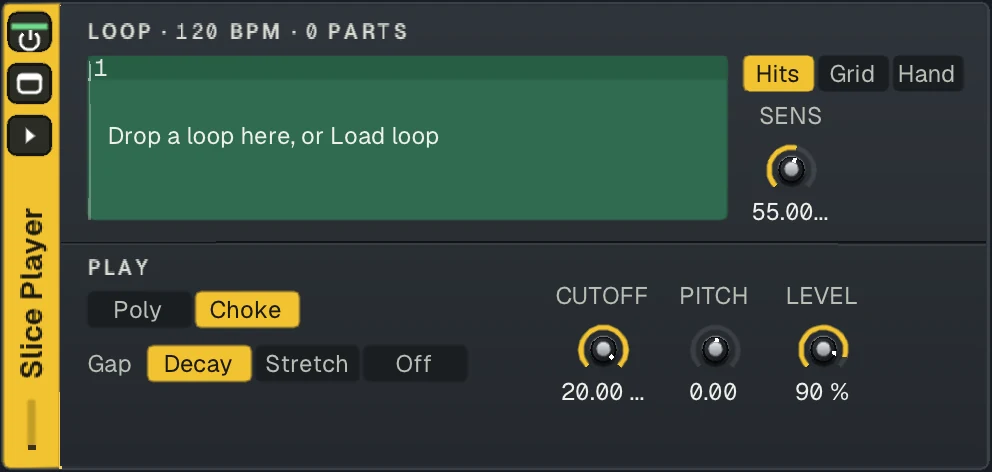 LOOP · 120 BPM · 0 PARTS
1
Drop a loop here, or Load loop
Hits Grid Hand
SENS
55.00...
Slice Player
PLAY
Poly Choke
Gap Decay Stretch Off
CUTOFF PITCH LEVEL
20.00 ... 0.00 90 %